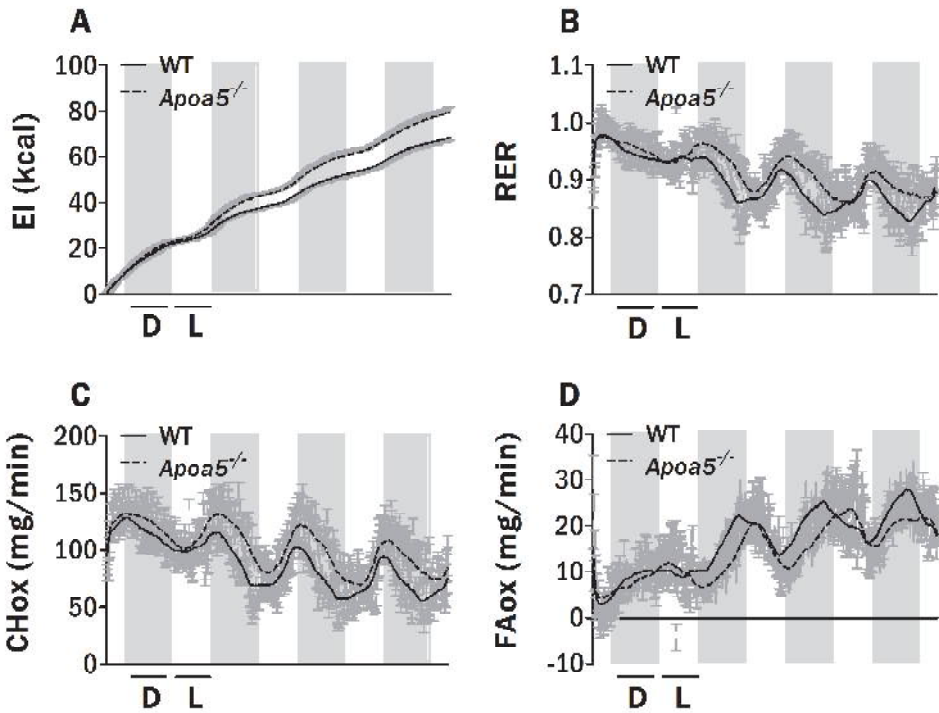 A
EI (kcal)
100
80
60
40
20
0
WT
Apoa5-/-
D
L
B
RER
1.1
1.0
0.9
0.8
0.7
WT
Apoa5-/-
D
L
C
CHox (mg/min)
200
150
100
50
0
WT
Apoa5-/-
D
L
D
FAox (mg/min)
40
30
20
10
0
-10
WT
Apoa5-/-
D
L